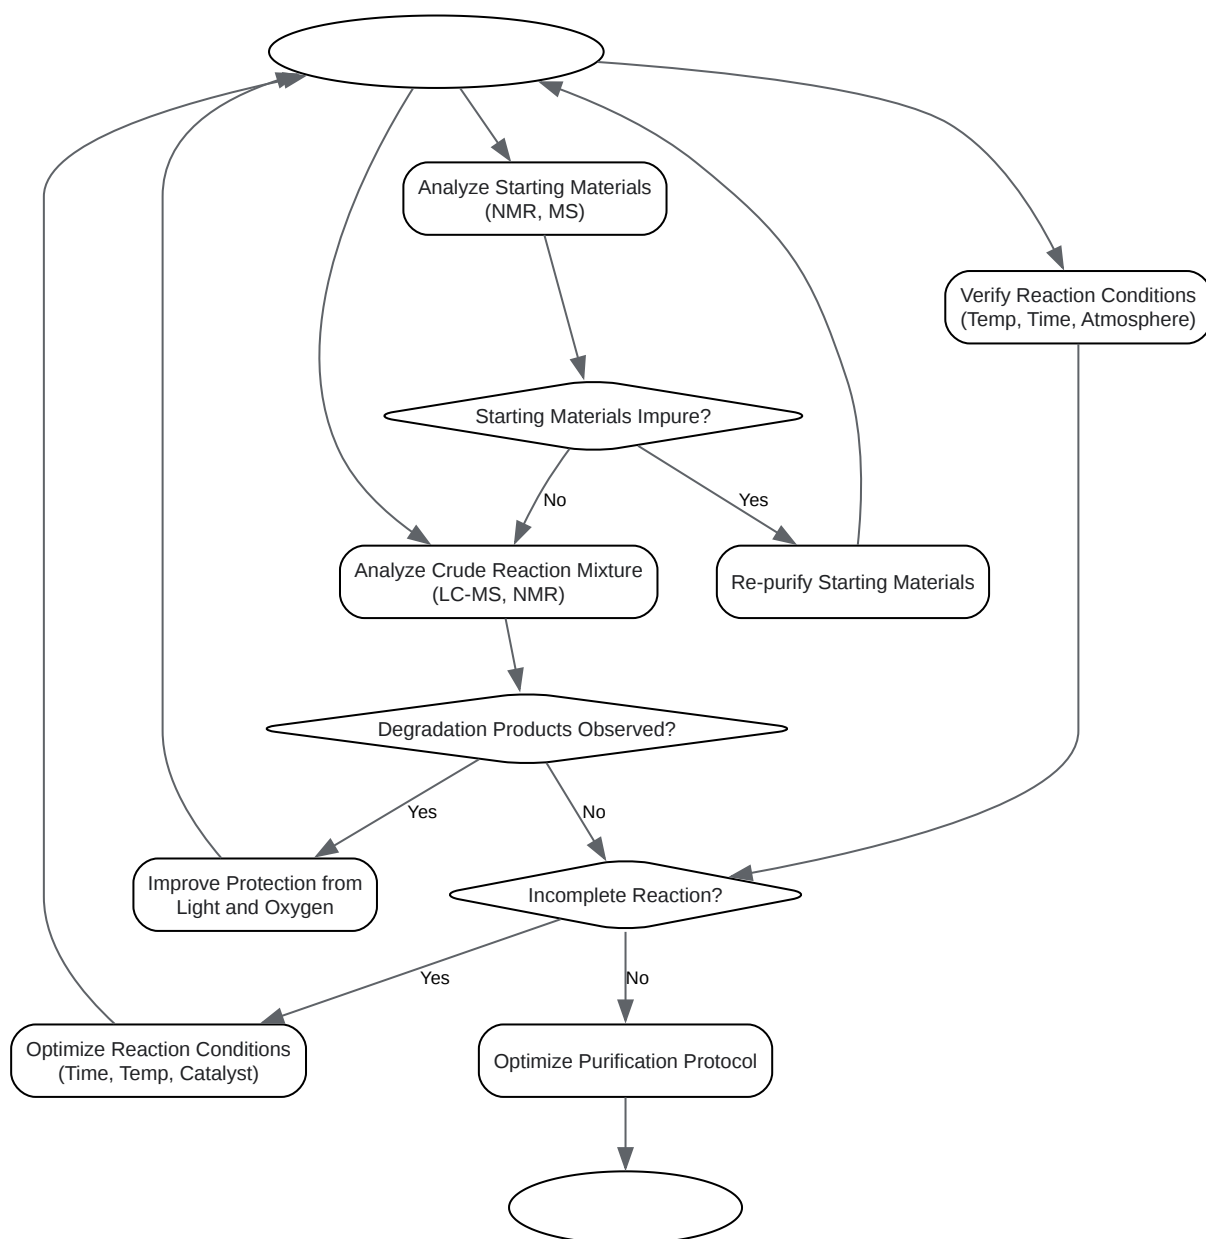 Analyze Starting Materials
(NMR, MS)
Verify Reaction Conditions
(Temp, Time, Atmosphere)
Starting Materials Impure?
No
Yes
Analyze Crude Reaction Mixture
(LC-MS, NMR)
Re-purify Starting Materials
Degradation Products Observed?
Yes
No
Improve Protection from
Light and Oxygen
Incomplete Reaction?
Yes
No
Optimize Reaction Conditions
(Time, Temp, Catalyst)
Optimize Purification Protocol